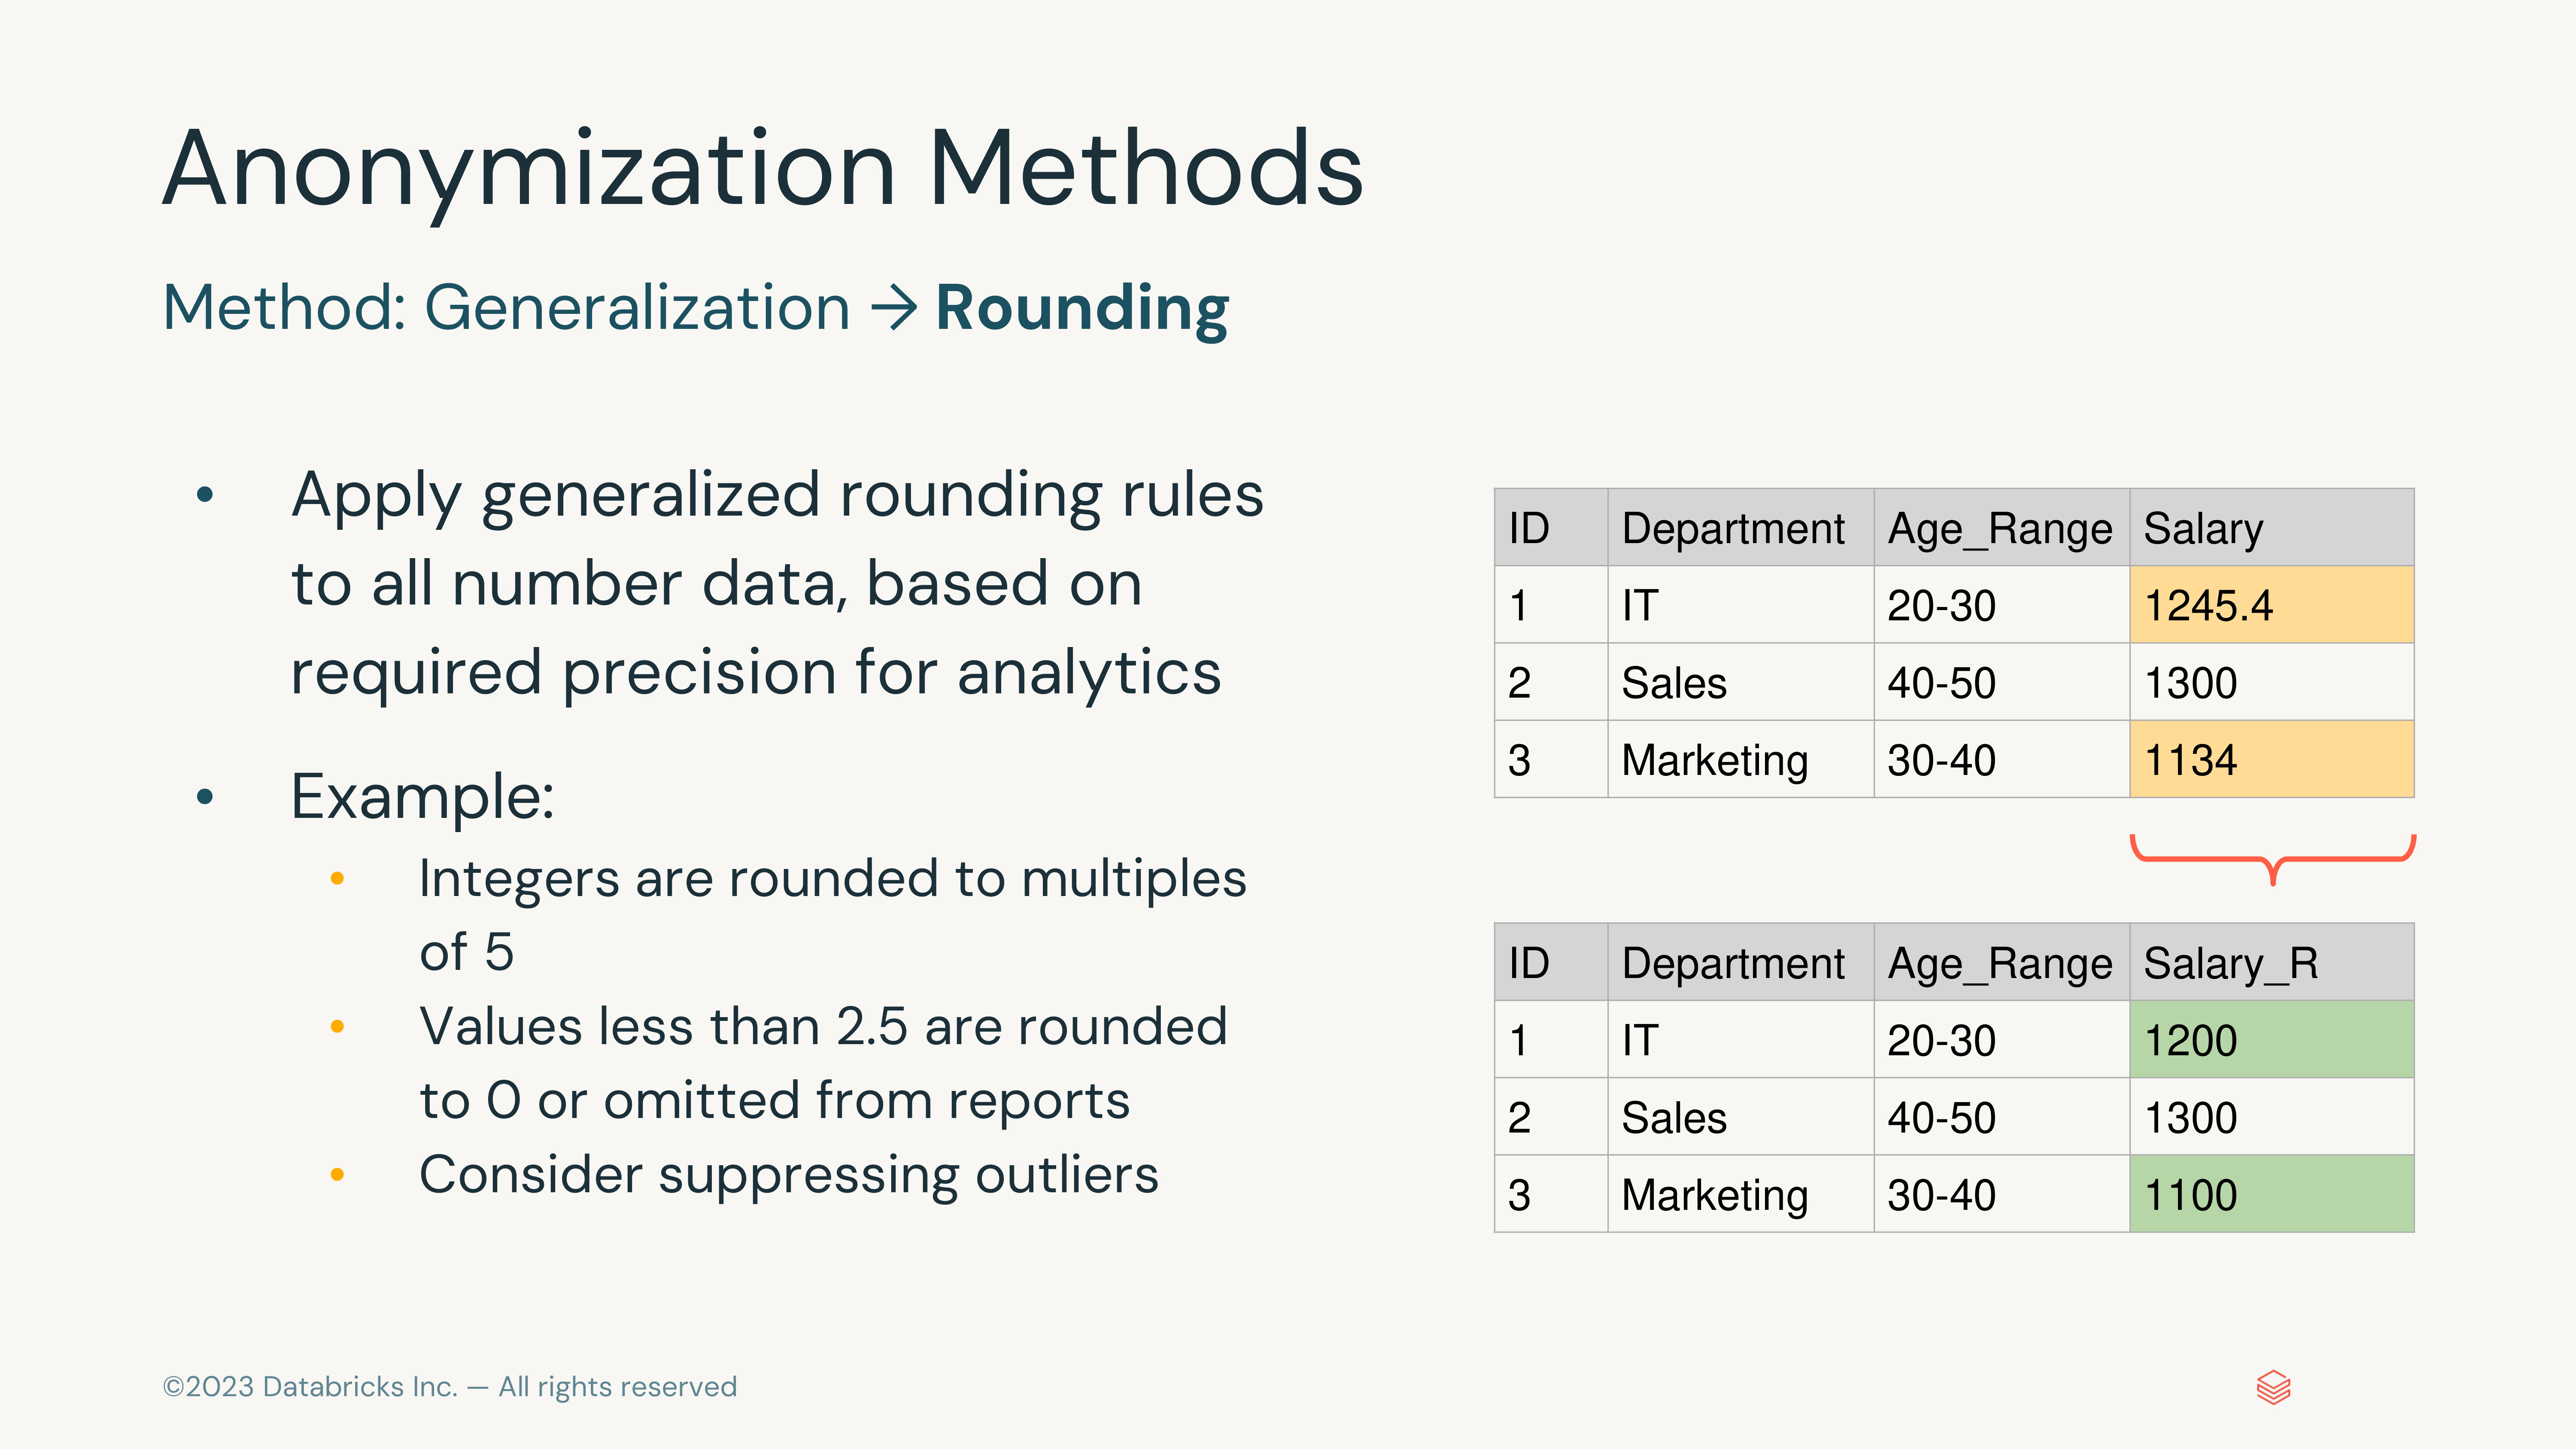 Anonymization Methods
Method: Generalization → Rounding
• Apply generalized rounding rules
to all number data, based on
required precision for analytics
• Example:
• Integers are rounded to multiples
of 5
• Values less than 2.5 are rounded
to 0 or omitted from reports
• Consider suppressing outliers
ID Department Age_Range Salary
1 IT 20-30 1245.4
2 Sales 40-50 1300
3 Marketing 30-40 1134
ID Department Age_Range Salary_R
1 IT 20-30 1200
2 Sales 40-50 1300
3 Marketing 30-40 1100
©2023 Databricks Inc. — All rights reserved